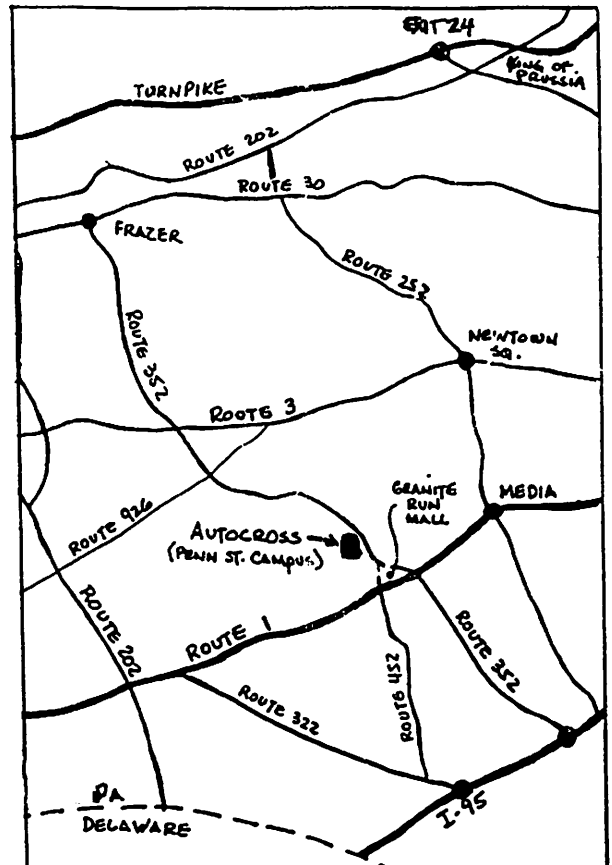 EXIT 24
KING OF
PRUSSIA
TURNPIKE
ROUTE 202
ROUTE 30
FRAZER
ROUTE 252
NEWTOWN
SQ.
ROUTE 352
ROUTE 3
GRANITE
RUN
MALL
MEDIA
ROUTE 926
AUTOCROSS
(PENN ST. CAMPUS)
ROUTE 202
ROUTE 1
ROUTE 452
ROUTE 352
ROUTE 322
I-95
PA
DELAWARE